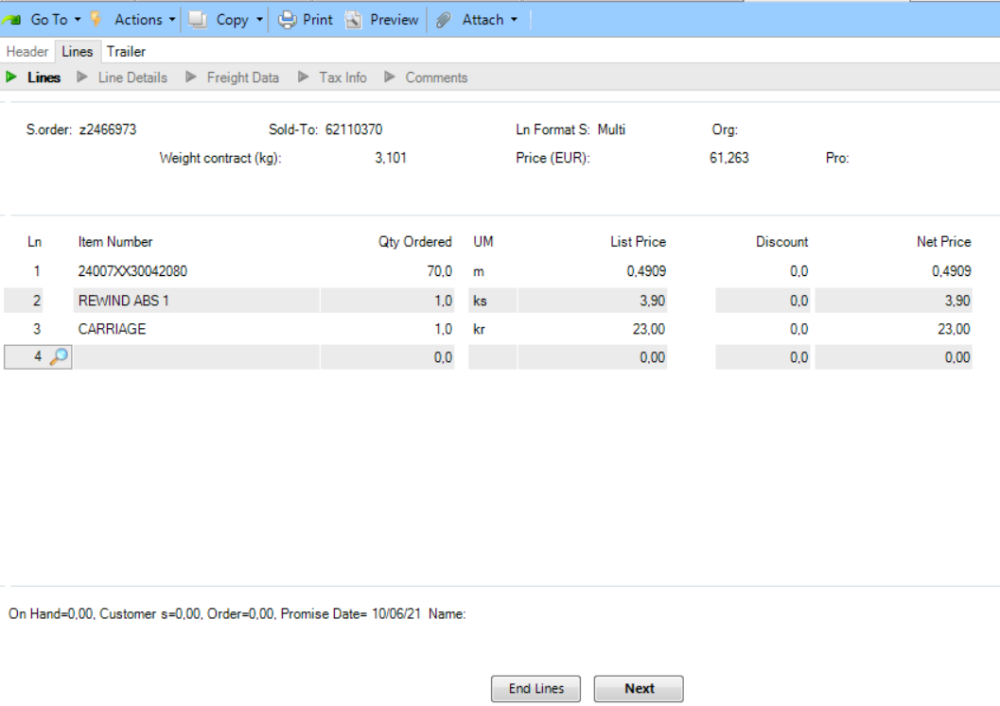 Go To Actions Copy Print Preview Attach
Header Lines Trailer
Lines Line Details Freight Data Tax Info Comments
S.order: z2466973 Sold-To: 62110370 Ln Format S: Multi Org:
Weight contract (kg): 3,101 Price (EUR): 61,263 Pro:
Ln Item Number Qty Ordered UM List Price Discount Net Price
1 24007XX30042080 70,0 m 0,4909 0,0 0,4909
2 REWIND ABS 1 1,0 ks 3,90 0,0 3,90
3 CARRIAGE 1,0 kr 23,00 0,0 23,00
4 0,0 0,00 0,0 0,00
On Hand=0,00, Customer s=0,00, Order=0,00, Promise Date= 10/06/21 Name:
End Lines Next